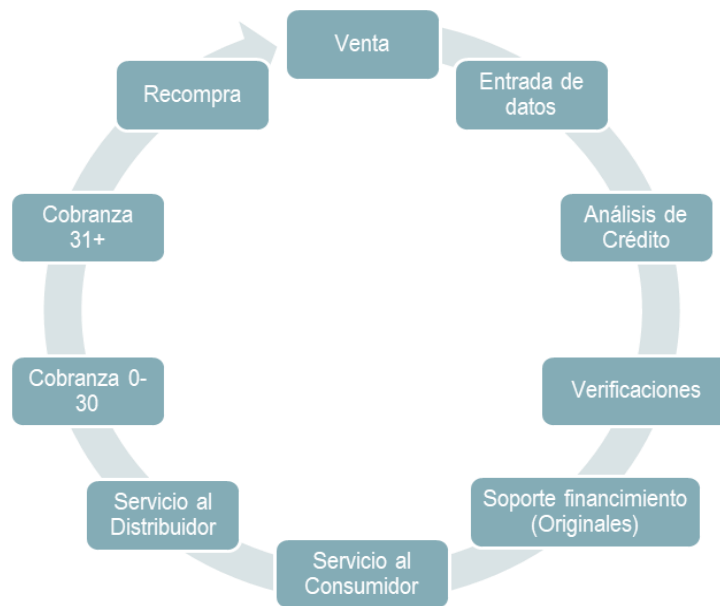 Venta
Entrada de
datos
Análisis de
Crédito
Verificaciones
Soporte financimiento
(Originales)
Servicio al
Consumidor
Servicio al
Distribuidor
Cobranza 0-
30
Cobranza
31+
Recompra